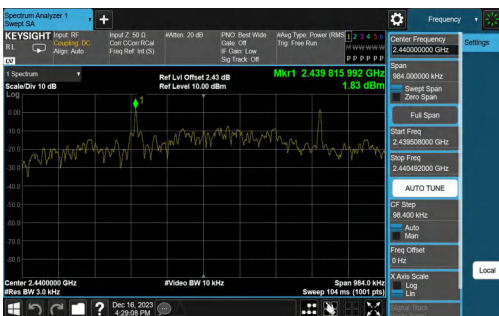 Spectrum Analyzer 1
Swept SA
Frequency
KEYSIGHT
RL
Input: RF
Coupling: DC
Align: Auto
Input Z: 50 Ω
Corr CCorr RCal
Freq Ref: Int (S)
#Atten: 20 dB
PNO: Best Wide
Gate: Off
IF Gain: Low
Sig Track: Off
#Avg Type: Power (RMS
Trig: Free Run
1 2 3 4 5 6
M W W W W W
P P P P P P
LV
1 Spectrum
Scale/Div 10 dB
Ref Lvl Offset 2.43 dB
Ref Level 10.00 dBm
Mkr1 2.439 815 992 GHz
1.83 dBm
Log
1
0.00
-10.0
-20.0
-30.0
-40.0
-50.0
-60.0
-70.0
-80.0
Center 2.4400000 GHz
#Res BW 3.0 kHz
#Video BW 10 kHz
Span 984.0 kHz
Sweep 104 ms (1001 pts)
Dec 16, 2023
4:29:08 PM
Center Frequency
2.440000000 GHz
Settings
Span
984.000000 kHz
Swept Span
Zero Span
Full Span
Start Freq
2.439508000 GHz
Stop Freq
2.440492000 GHz
AUTO TUNE
CF Step
98.400 kHz
Auto
Man
Freq Offset
0 Hz
X Axis Scale
Log
Lin
Signal Track
Local